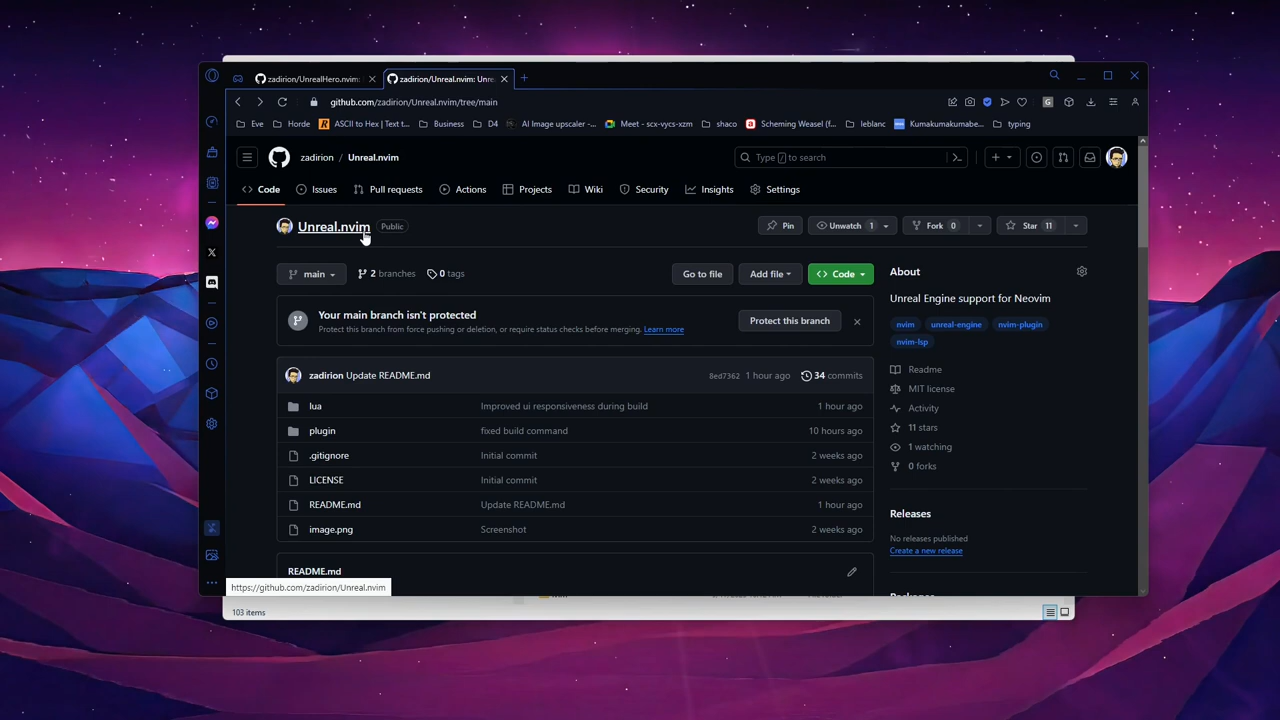 zadirion/UnrealHero.nvim:
zadirion/Unreal.nvim: Unre
github.com/zadirion/Unreal.nvim/tree/main
Eve
Horde
ASCII to Hex | Text t...
Business
D4
AI Image upscaler -...
Meet - scx-vycs-xzm
shaco
Scheming Weasel (f...
leblanc
Kumakumakumabe...
typing
zadirion / Unreal.nvim
Type / to search
Code
Issues
Pull requests
Actions
Projects
Wiki
Security
Insights
Settings
Unreal.nvim
Public
Pin
Unwatch 1
Fork 0
Star 11
main
2 branches
0 tags
Go to file
Add file
Code
Your main branch isn't protected
Protect this branch from force pushing or deletion, or require status checks before merging. Learn more
Protect this branch
zadirion Update README.md
8ed7362 1 hour ago 34 commits
lua Improved ui responsiveness during build 1 hour ago
plugin fixed build command 10 hours ago
.gitignore Initial commit 2 weeks ago
LICENSE Initial commit 2 weeks ago
README.md Update README.md 1 hour ago
image.png Screenshot 2 weeks ago
README.md
About
Unreal Engine support for Neovim
nvim unreal-engine nvim-plugin
nvim-lsp
Readme
MIT license
Activity
11 stars
1 watching
0 forks
Releases
No releases published
Create a new release
https://github.com/zadirion/Unreal.nvim
103 items